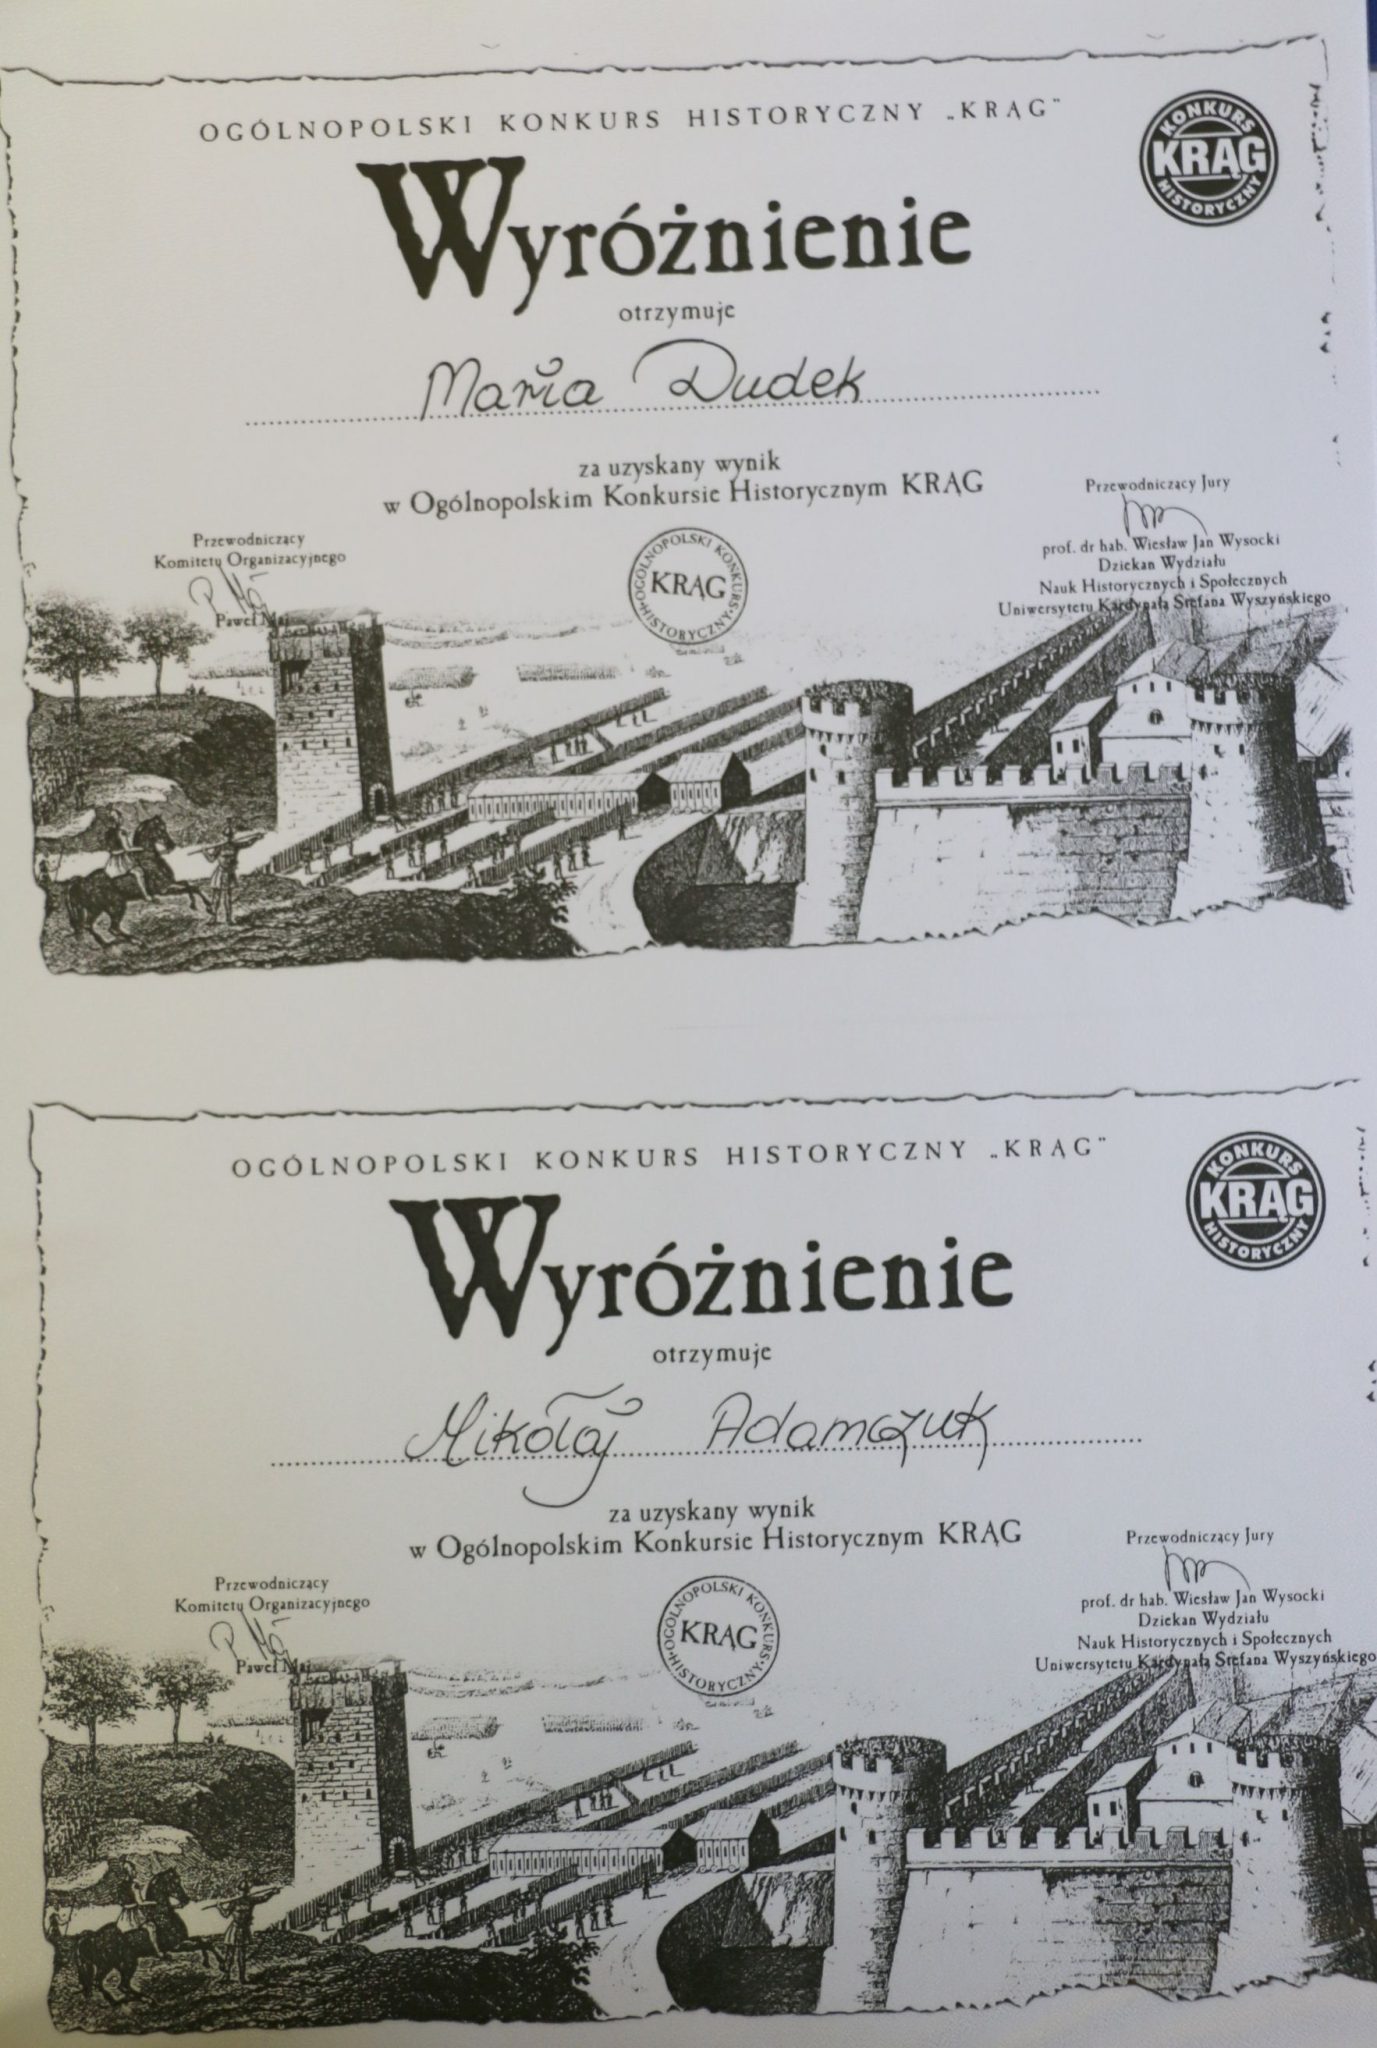 OGÓLNOPOLSKI KONKURS HISTORYCZNY „KRĄG"
KONKURS
KRĄG
HISTORYCZNY
Wyróżnienie
otrzymuje
Maria Dudek
za uzyskany wynik
w Ogólnopolskim Konkursie Historycznym KRĄG
Przewodniczący
Komitetu Organizacyjnego
Paweł Maj
OGÓLNOPOLSKI KONKURS
KRĄG
HISTORYCZNY
Przewodniczący Jury
prof. dr hab. Wiesław Jan Wysocki
Dziekan Wydziału
Nauk Historycznych i Społecznych
Uniwersytetu Kardynała Stefana Wyszyńskiego
OGÓLNOPOLSKI KONKURS HISTORYCZNY „KRĄG"
KONKURS
KRĄG
HISTORYCZNY
Wyróżnienie
otrzymuje
Mikołaj Adamczuk
za uzyskany wynik
w Ogólnopolskim Konkursie Historycznym KRĄG
Przewodniczący
Komitetu Organizacyjnego
Paweł Maj
OGÓLNOPOLSKI KONKURS
KRĄG
HISTORYCZNY
Przewodniczący Jury
prof. dr hab. Wiesław Jan Wysocki
Dziekan Wydziału
Nauk Historycznych i Społecznych
Uniwersytetu Kardynała Stefana Wyszyńskiego